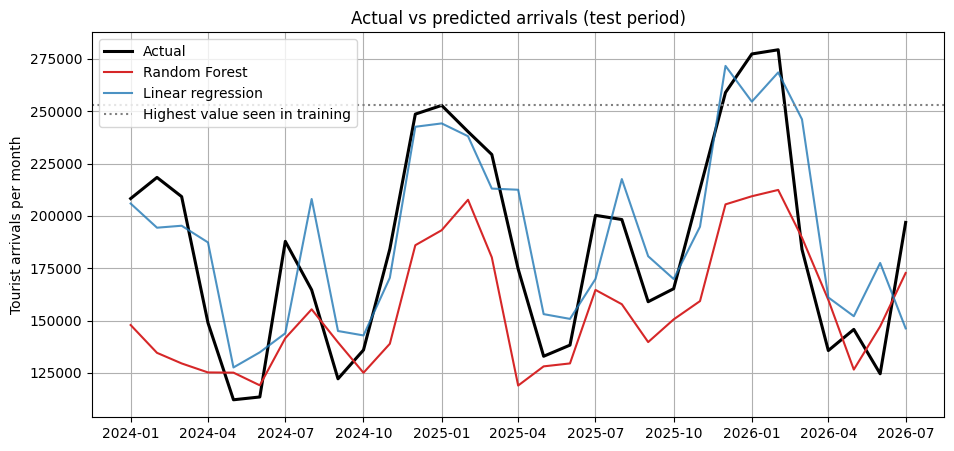 Actual vs predicted arrivals (test period)
Actual
Random Forest
Linear regression
Highest value seen in training
Tourist arrivals per month
275000
250000
225000
200000
175000
150000
125000
2024-01 2024-04 2024-07 2024-10 2025-01 2025-04 2025-07 2025-10 2026-01 2026-04 2026-07